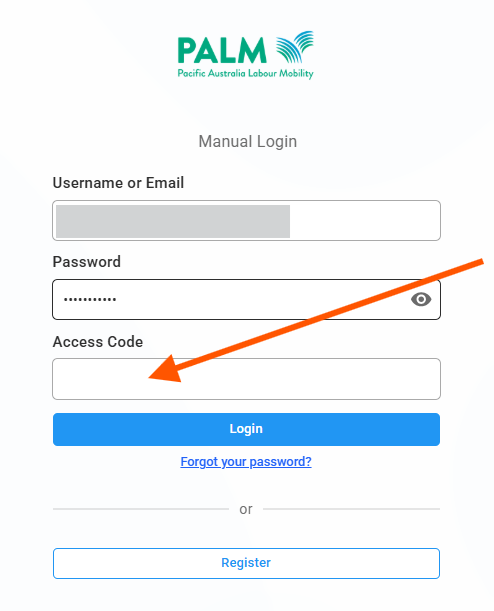 PALM
Pacific Australia Labour Mobility
Manual Login
Username or Email
Password
•••••••••••
Access Code
Login
Forgot your password?
or
Register